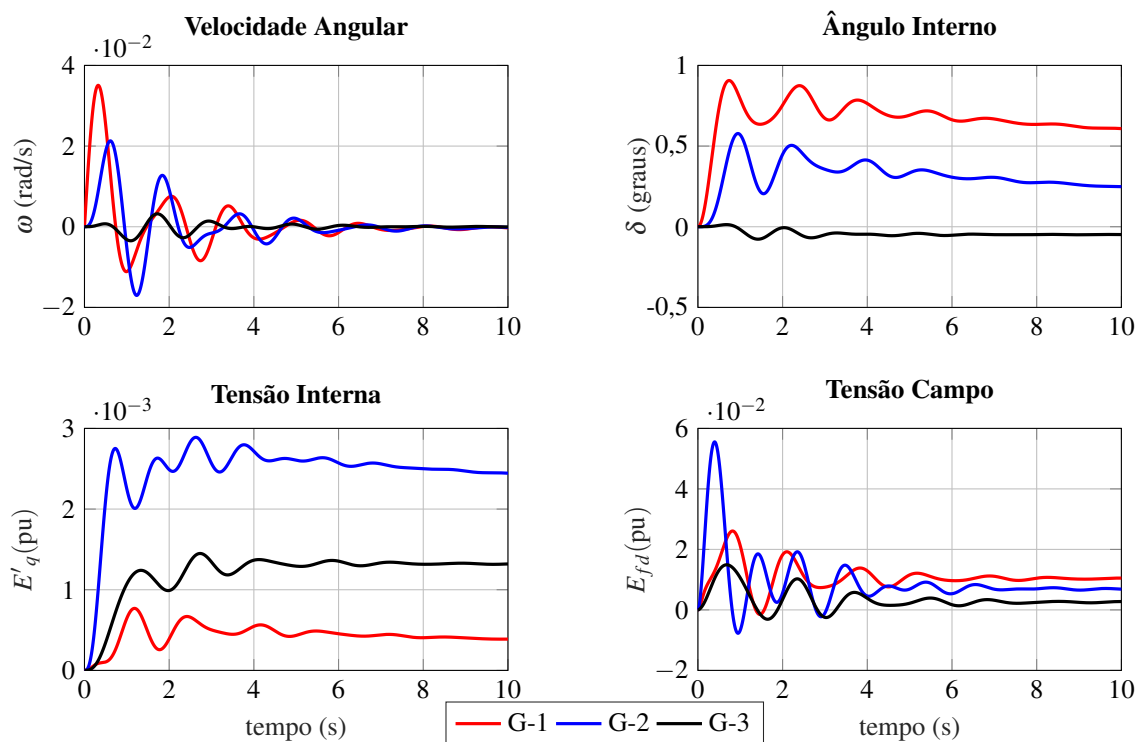 Velocidade Angular
·10⁻²
ω (rad/s)
4
2
0
−2
0 2 4 6 8 10
Ângulo Interno
δ (graus)
1
0,5
0
-0,5
0 2 4 6 8 10
Tensão Interna
·10⁻³
E′q(pu)
3
2
1
0
0 2 4 6 8 10
tempo (s)
Tensão Campo
·10⁻²
Efd(pu)
6
4
2
0
−2
0 2 4 6 8 10
tempo (s)
G-1 G-2 G-3